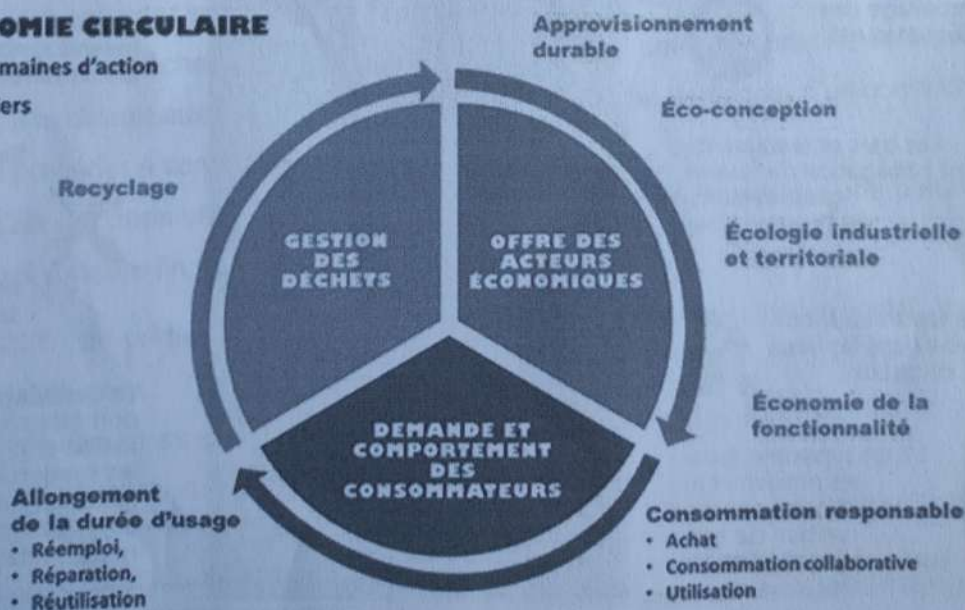 OMIE CIRCULAIRE
maines d'action
ers
Approvisionnement
durable
Éco-conception
Recyclage
Écologie industrielle
et territoriale
GESTION
DES
DÉCHETS
OFFRE DES
ACTEURS
ÉCONOMIQUES
Économie de la
fonctionnalité
DEMANDE ET
COMPORTEMENT
DES
CONSOMMATEURS
Allongement
de la durée d'usage
• Réemploi,
• Réparation,
• Réutilisation
Consommation responsable
• Achat
• Consommation collaborative
• Utilisation